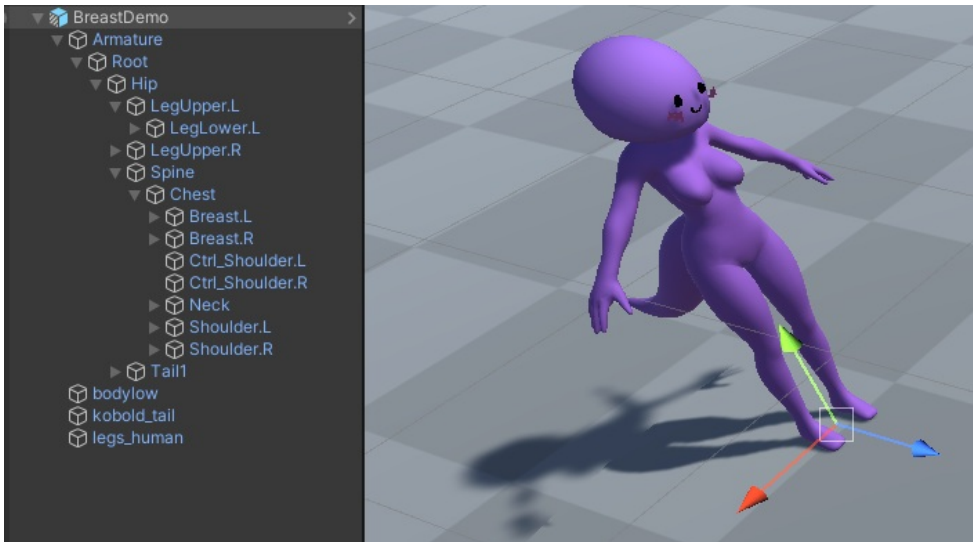 BreastDemo
Armature
Root
Hip
LegUpper.L
LegLower.L
LegUpper.R
Spine
Chest
Breast.L
Breast.R
Ctrl_Shoulder.L
Ctrl_Shoulder.R
Neck
Shoulder.L
Shoulder.R
Tail1
bodylow
kobold_tail
legs_human